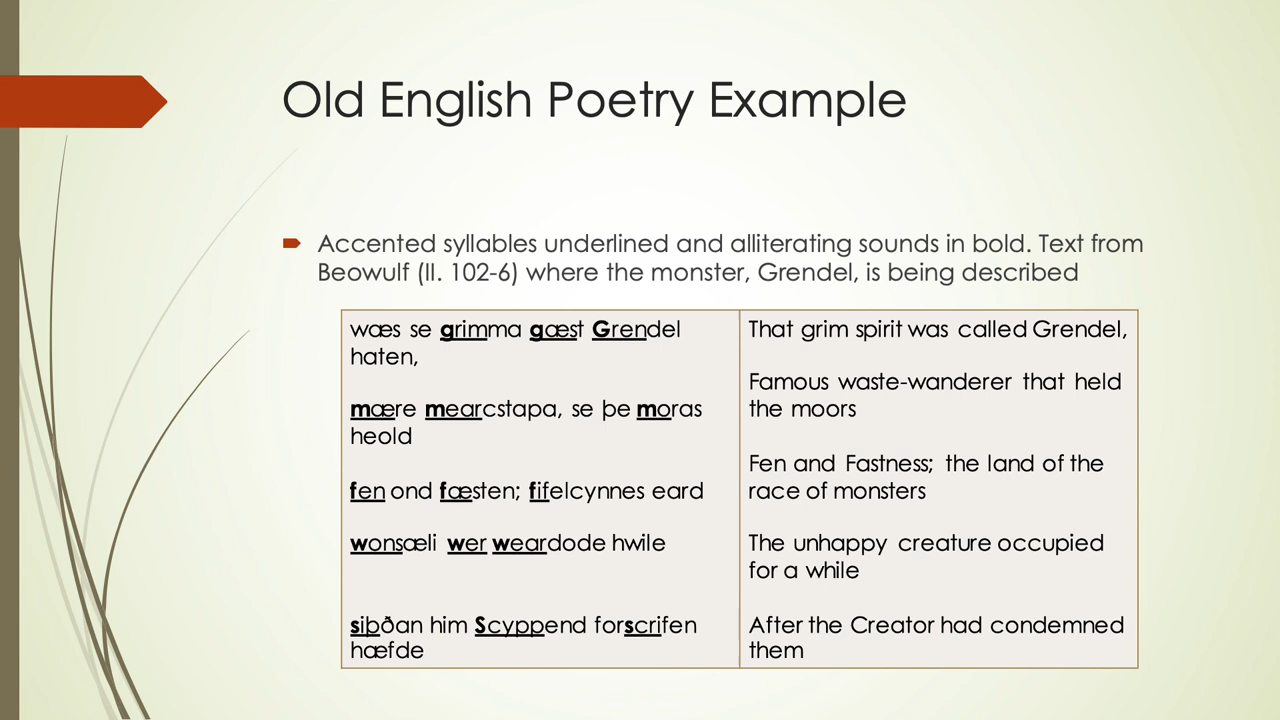 Old English Poetry Example
Accented syllables underlined and alliterating sounds in bold. Text from
Beowulf (II. 102-6) where the monster, Grendel, is being described
wæs se grimma gæst Grendel
haten,
mære mearcstapa, se þe moras
heold
fen ond fæsten; fifelcynnes eard
wonsæli wer weardode hwile
siþðan him Scyppend forscrifen
hæfde
That grim spirit was called Grendel,
Famous waste-wanderer that held
the moors
Fen and Fastness; the land of the
race of monsters
The unhappy creature occupied
for a while
After the Creator had condemned
them